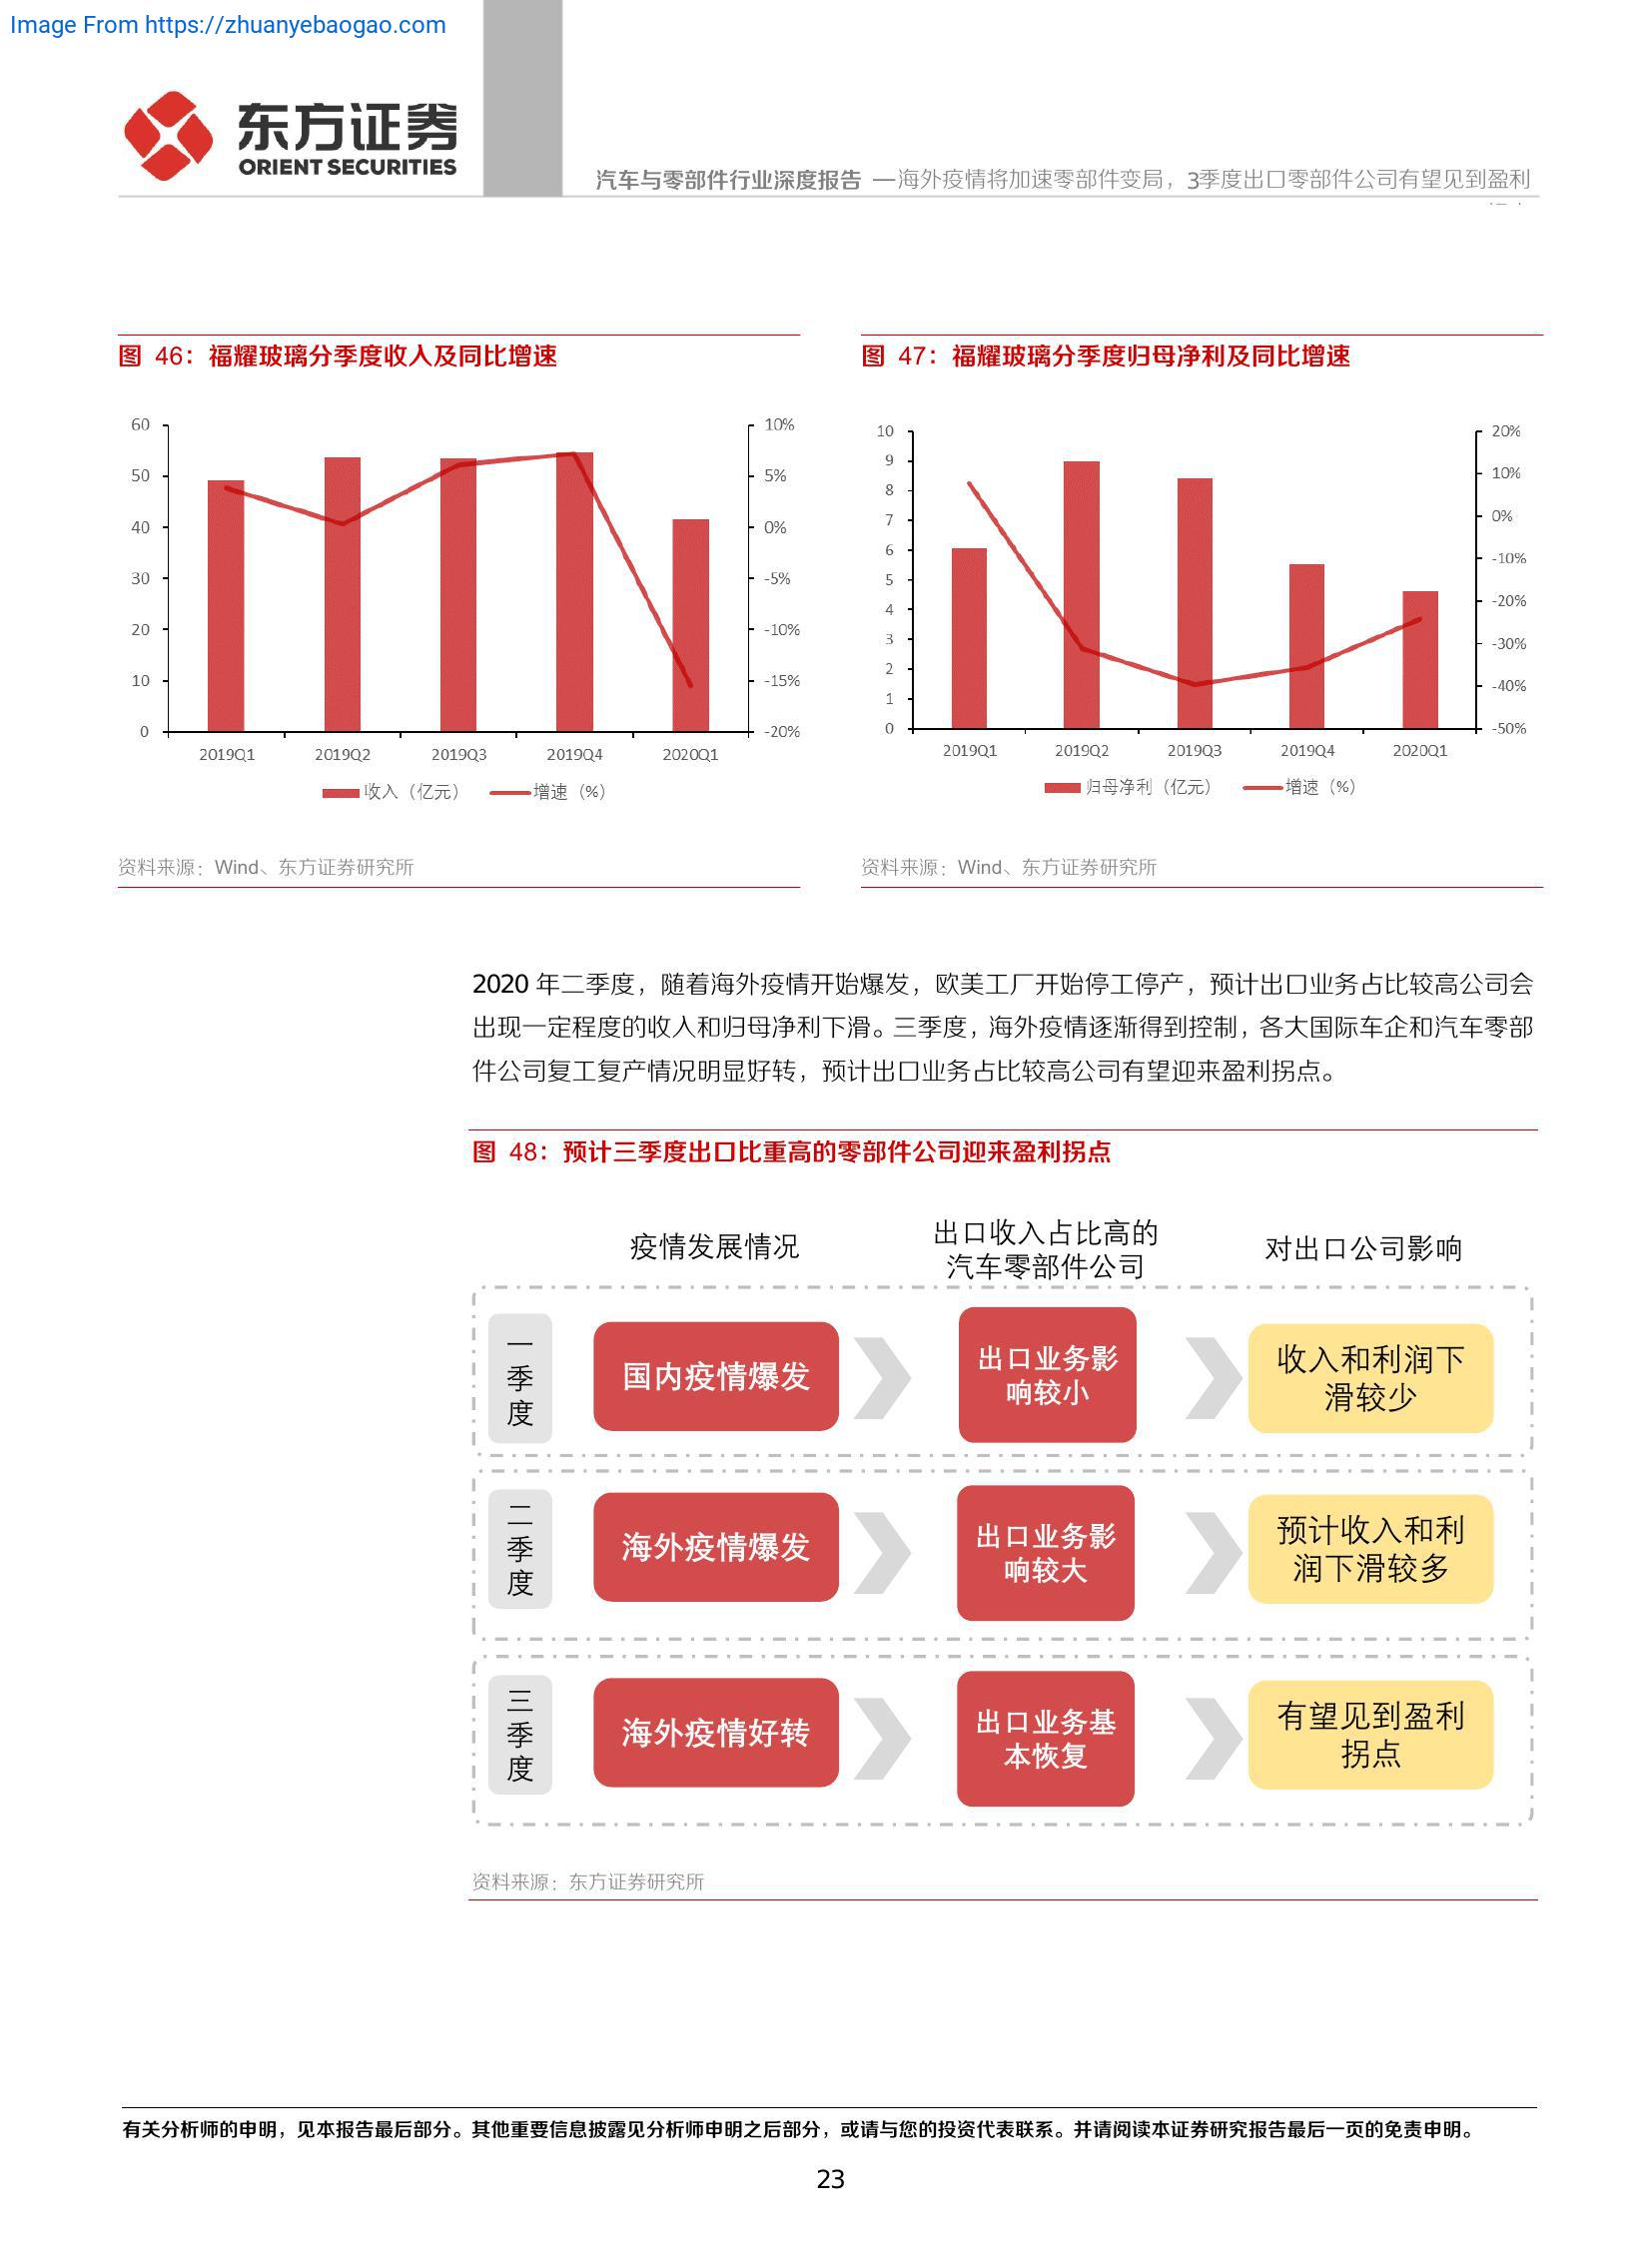 Image From https://zhuanyebaogao.com
东方证券
ORIENT SECURITIES
汽车与零部件行业深度报告 —海外疫情将加速零部件变局，3季度出口零部件公司有望见到盈利
图 46：福耀玻璃分季度收入及同比增速
60
50
40
30
20
10
0
10%
5%
0%
-5%
-10%
-15%
-20%
2019Q1 2019Q2 2019Q3 2019Q4 2020Q1
收入（亿元） 增速（%）
资料来源：Wind、东方证券研究所
图 47：福耀玻璃分季度归母净利及同比增速
10
9
8
7
6
5
4
3
2
1
0
20%
10%
0%
-10%
-20%
-30%
-40%
-50%
2019Q1 2019Q2 2019Q3 2019Q4 2020Q1
归母净利（亿元） 增速（%）
资料来源：Wind、东方证券研究所
2020 年二季度，随着海外疫情开始爆发，欧美工厂开始停工停产，预计出口业务占比较高公司会
出现一定程度的收入和归母净利下滑。三季度，海外疫情逐渐得到控制，各大国际车企和汽车零部
件公司复工复产情况明显好转，预计出口业务占比较高公司有望迎来盈利拐点。
图 48：预计三季度出口比重高的零部件公司迎来盈利拐点
疫情发展情况
出口收入占比高的
汽车零部件公司
对出口公司影响
一
季
度
国内疫情爆发
出口业务影
响较小
收入和利润下
滑较少
二
季
度
海外疫情爆发
出口业务影
响较大
预计收入和利
润下滑较多
三
季
度
海外疫情好转
出口业务基
本恢复
有望见到盈利
拐点
资料来源：东方证券研究所
有关分析师的申明，见本报告最后部分。其他重要信息披露见分析师申明之后部分，或请与您的投资代表联系。并请阅读本证券研究报告最后一页的免责申明。
23